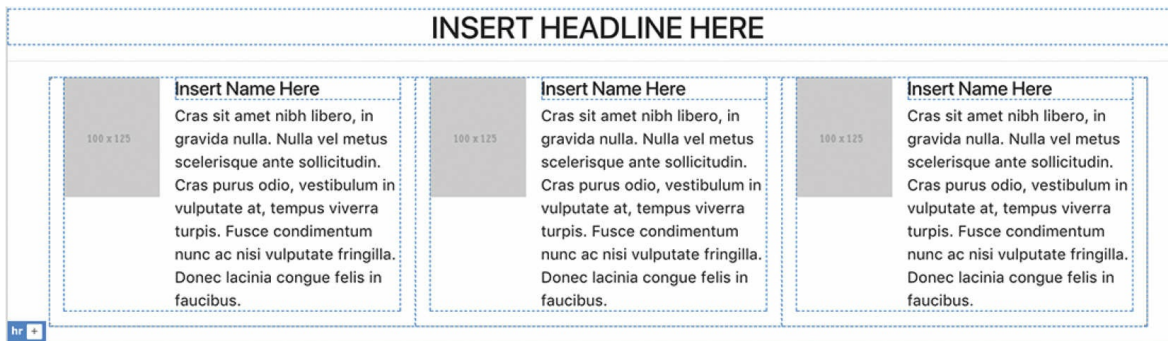 INSERT HEADLINE HERE
100 x 125
Insert Name Here
Cras sit amet nibh libero, in
gravida nulla. Nulla vel metus
scelerisque ante sollicitudin.
Cras purus odio, vestibulum in
vulputate at, tempus viverra
turpis. Fusce condimentum
nunc ac nisi vulputate fringilla.
Donec lacinia congue felis in
faucibus.
100 x 125
Insert Name Here
Cras sit amet nibh libero, in
gravida nulla. Nulla vel metus
scelerisque ante sollicitudin.
Cras purus odio, vestibulum in
vulputate at, tempus viverra
turpis. Fusce condimentum
nunc ac nisi vulputate fringilla.
Donec lacinia congue felis in
faucibus.
100 x 125
Insert Name Here
Cras sit amet nibh libero, in
gravida nulla. Nulla vel metus
scelerisque ante sollicitudin.
Cras purus odio, vestibulum in
vulputate at, tempus viverra
turpis. Fusce condimentum
nunc ac nisi vulputate fringilla.
Donec lacinia congue felis in
faucibus.
hr +